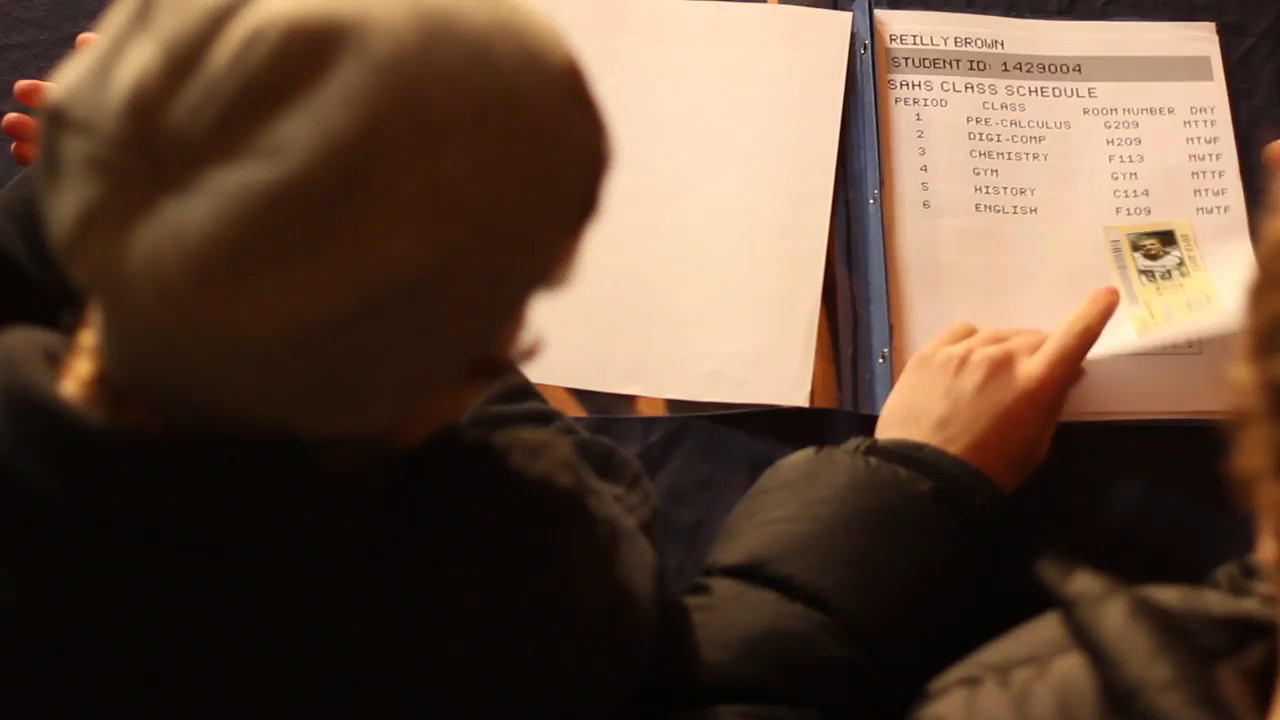 REILLY BROWN
STUDENT ID: 1429004
SAHS CLASS SCHEDULE
PERIOD CLASS ROOM NUMBER DAY
1 PRE-CALCULUS G209 MTTF
2 DIGI-COMP H209 MTWF
3 CHEMISTRY F113 MWTF
4 GYM GYM MTTF
5 HISTORY C114 MTWF
6 ENGLISH F109 MWTF